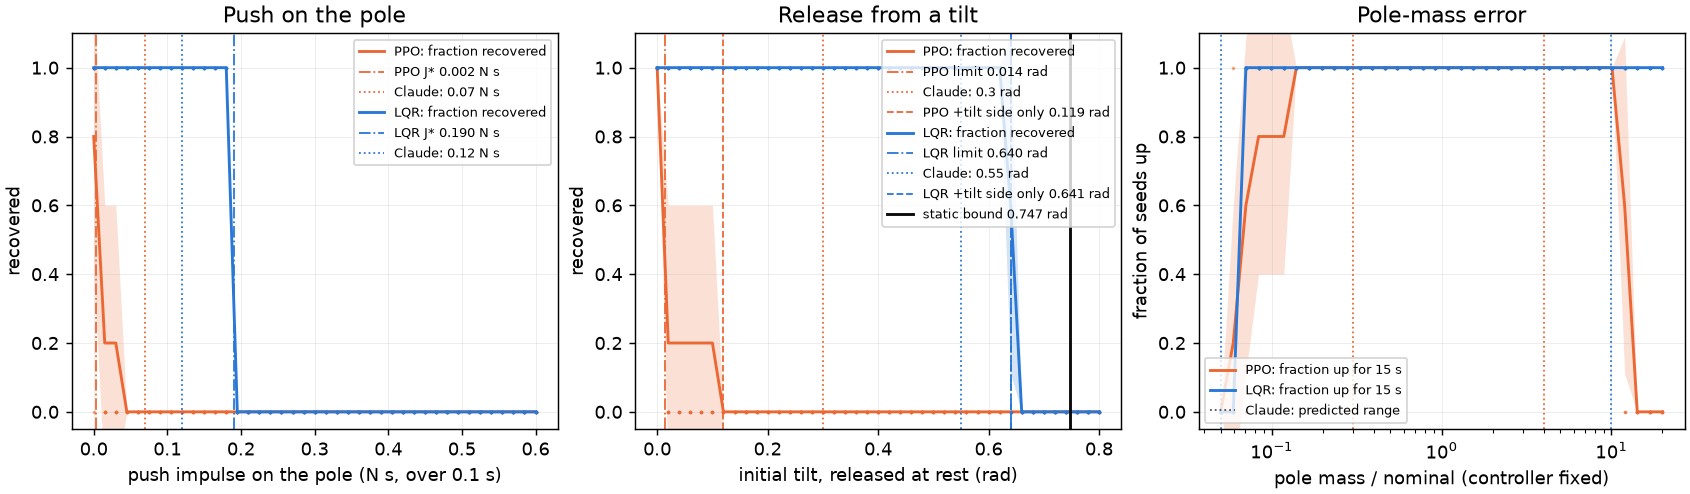 Push on the pole
recovered
1.0
0.8
0.6
0.4
0.2
0.0
PPO: fraction recovered
PPO J* 0.002 N s
Claude: 0.07 N s
LQR: fraction recovered
LQR J* 0.190 N s
Claude: 0.12 N s
0.0 0.1 0.2 0.3 0.4 0.5 0.6
push impulse on the pole (N s, over 0.1 s)
Release from a tilt
recovered
1.0
0.8
0.6
0.4
0.2
0.0
PPO: fraction recovered
PPO limit 0.014 rad
Claude: 0.3 rad
PPO +tilt side only 0.119 rad
LQR: fraction recovered
LQR limit 0.640 rad
Claude: 0.55 rad
LQR +tilt side only 0.641 rad
static bound 0.747 rad
0.0 0.2 0.4 0.6 0.8
initial tilt, released at rest (rad)
Pole-mass error
fraction of seeds up
1.0
0.8
0.6
0.4
0.2
0.0
PPO: fraction up for 15 s
LQR: fraction up for 15 s
Claude: predicted range
10⁻¹ 10⁰ 10¹
pole mass / nominal (controller fixed)